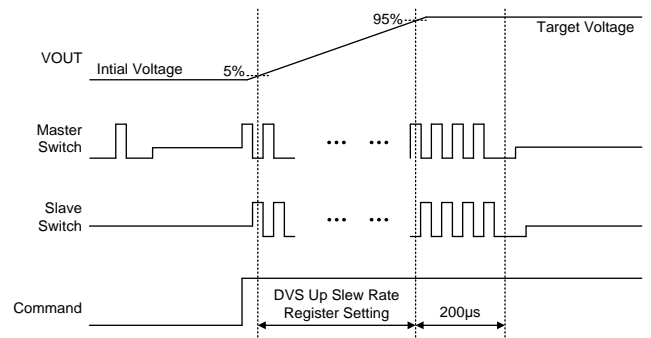 95%
Target Voltage
VOUT
Intial Voltage
5%
Master
Switch
... ...
Slave
Switch
... ...
Command
DVS Up Slew Rate
Register Setting
200µs